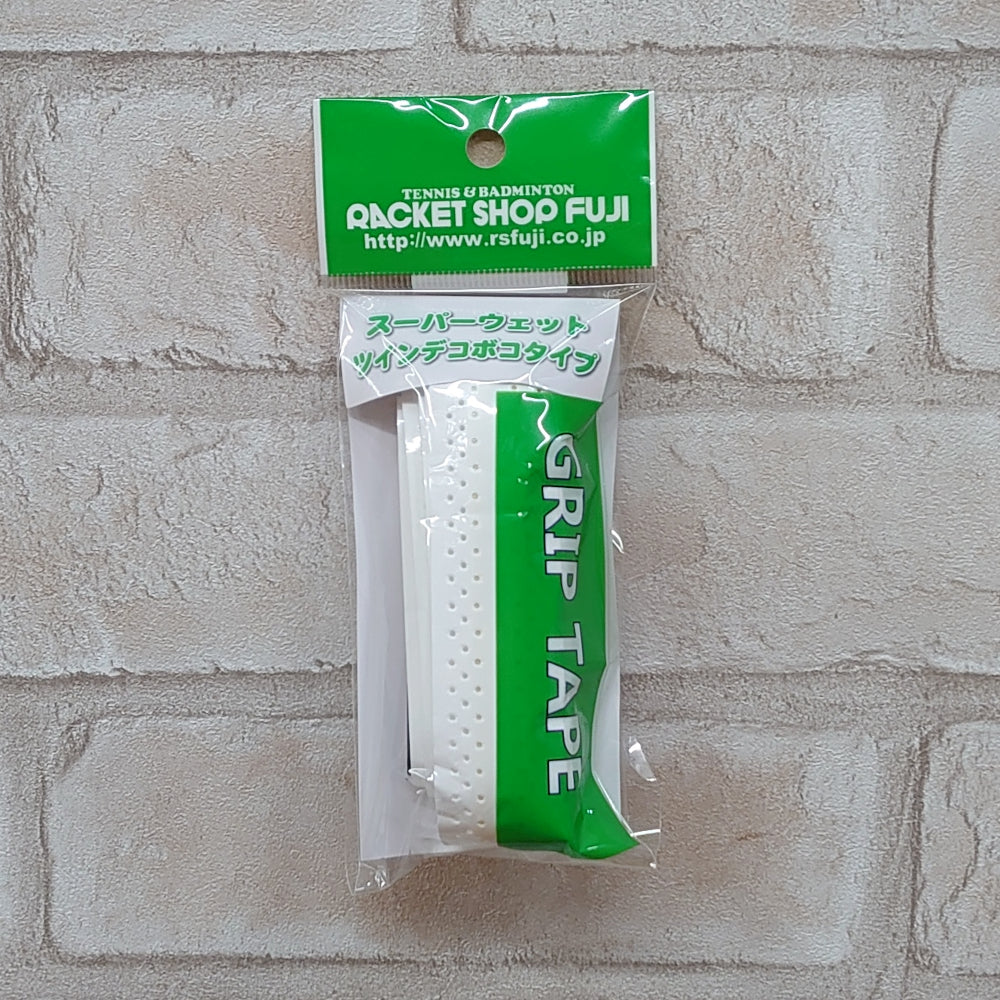 TENNIS & BADMINTON
RACKET SHOP FUJI
http://www.rsfuji.co.jp
スーパーウェット
ツインデコボコタイプ
GRIP TAPE